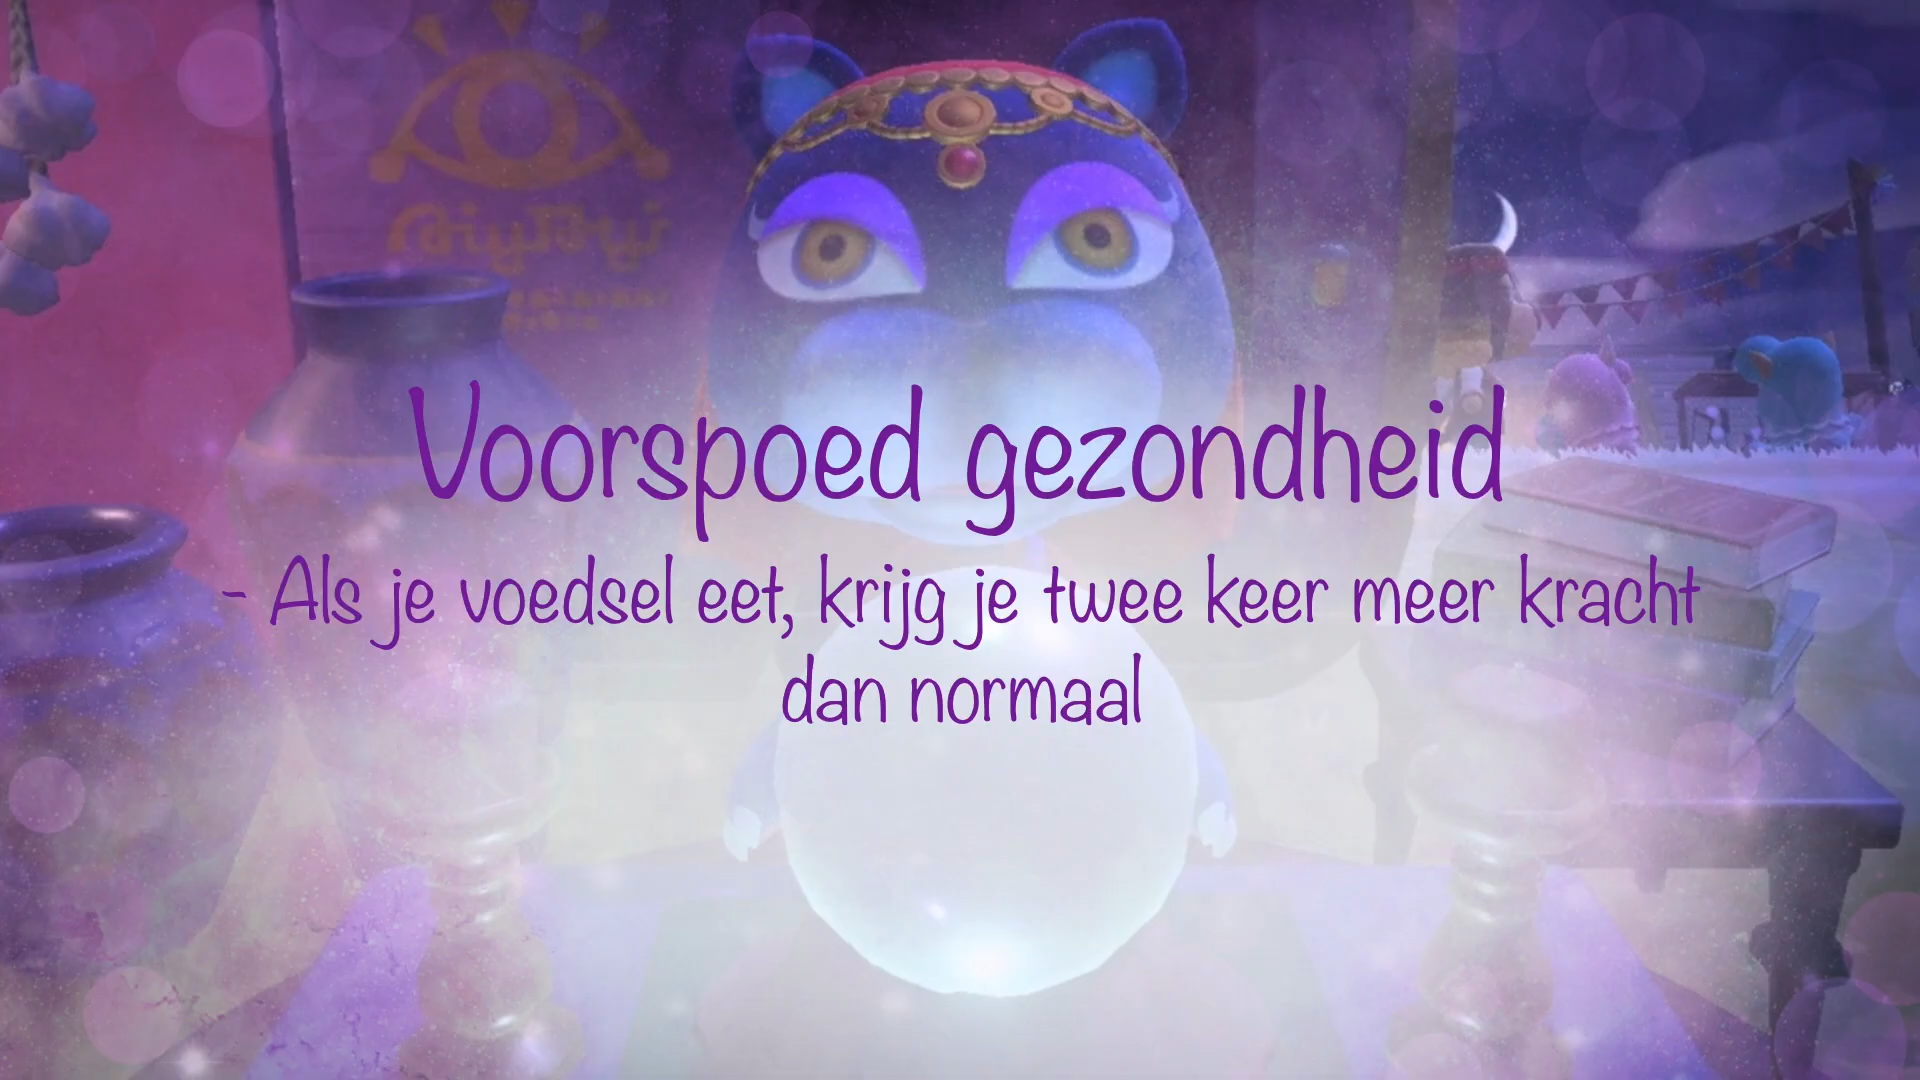 Voorspoed gezondheid
- Als je voedsel eet, krijg je twee keer meer kracht
dan normaal